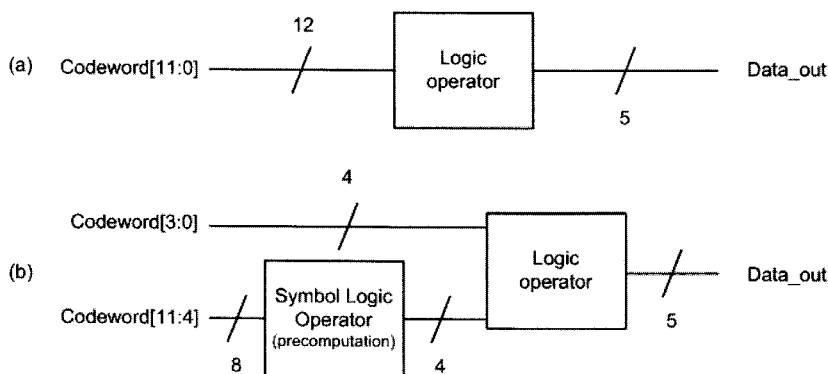 12
(a) Codeword[11:0] Logic operator Data_out
5
4
Codeword[3:0]
(b) Logic operator Data_out
Codeword[11:4] Symbol Logic Operator (precomputation)
5
8 4